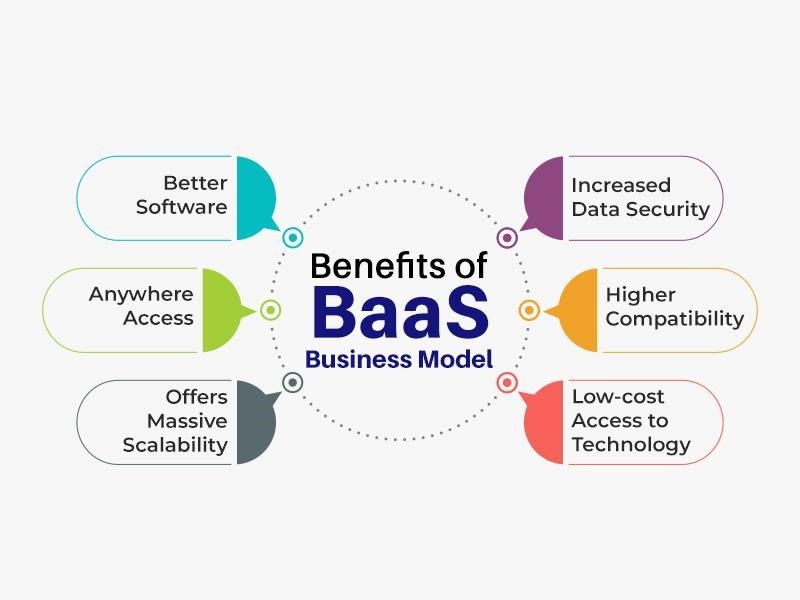 Benefits of
BaaS
Business Model
Better
Software
Anywhere
Access
Offers
Massive
Scalability
Increased
Data Security
Higher
Compatibility
Low-cost
Access to
Technology